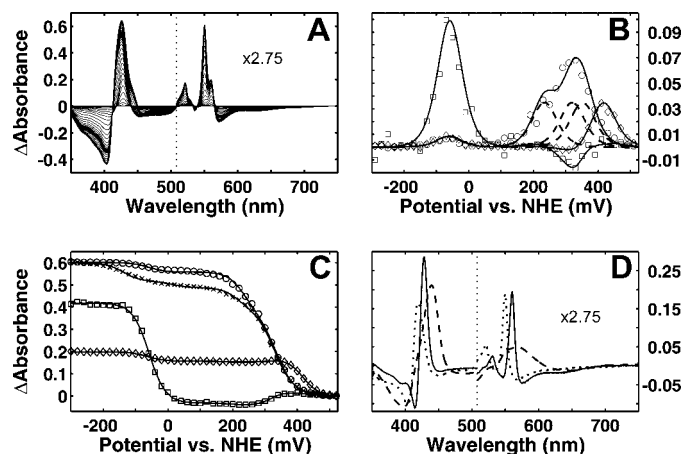 A
x2.75
0.6
0.4
0.2
0
-0.2
-0.4
ΔAbsorbance
400 500 600 700
Wavelength (nm)
B
0.09
0.07
0.05
0.03
0.01
-0.01
-200 0 200 400
Potential vs. NHE (mV)
C
0.6
0.5
0.4
0.3
0.2
0.1
0
ΔAbsorbance
-200 0 200 400
Potential vs. NHE (mV)
D
x2.75
0.25
0.15
0.05
-0.05
400 500 600 700
Wavelength (nm)